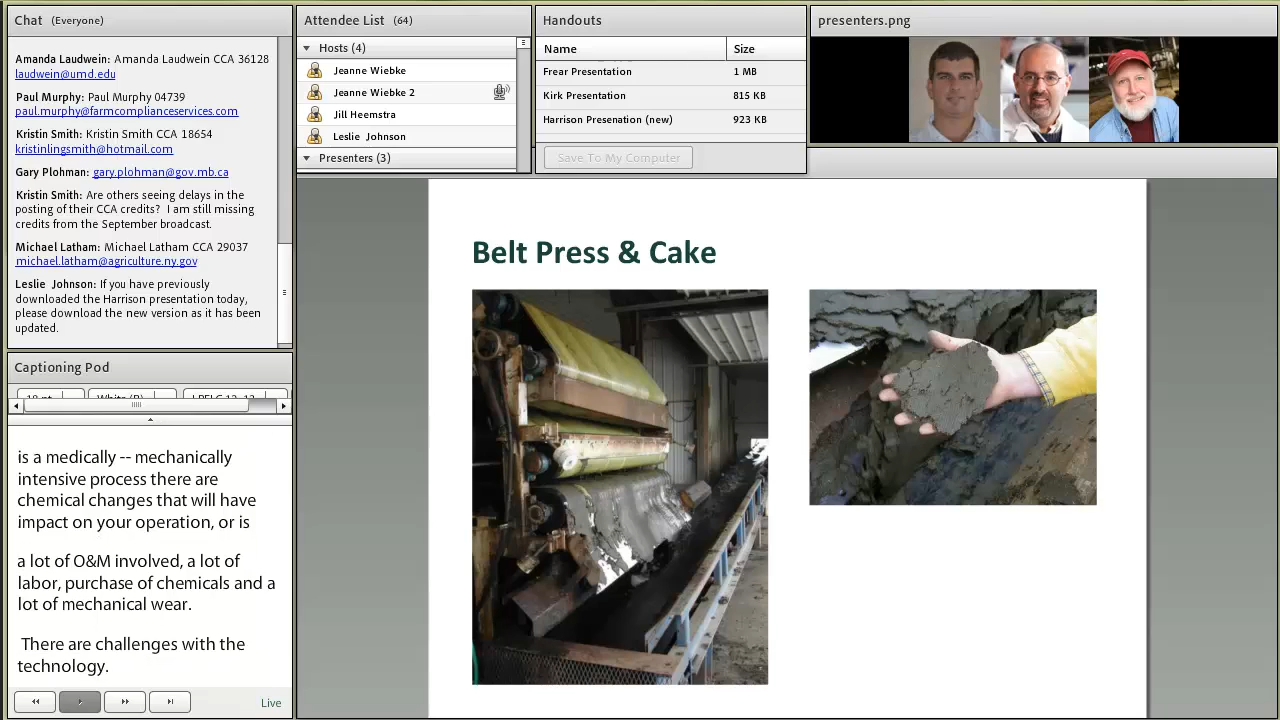 Chat (Everyone)
Amanda Laudwein: Amanda Laudwein CCA 36128
laudwein@umd.edu
Paul Murphy: Paul Murphy 04739
paul.murphy@farmcomplianceservices.com
Kristin Smith: Kristin Smith CCA 18654
kristinlingsmith@hotmail.com
Gary Plohman: gary.plohman@gov.mb.ca
Kristin Smith: Are others seeing delays in the
posting of their CCA credits? I am still missing
credits from the September broadcast.
Michael Latham: Michael Latham CCA 29037
michael.latham@agriculture.ny.gov
Leslie Johnson: If you have previously
downloaded the Harrison presentation today,
please download the new version as it has been
updated.
Captioning Pod
is a medically -- mechanically
intensive process there are
chemical changes that will have
impact on your operation, or is
a lot of O&M involved, a lot of
labor, purchase of chemicals and a
lot of mechanical wear.
There are challenges with the
technology.
Live
Attendee List (64)
Hosts (4)
Jeanne Wiebke
Jeanne Wiebke 2
Jill Heemstra
Leslie Johnson
Presenters (3)
Handouts
Name Size
Frear Presentation 1 MB
Kirk Presentation 815 KB
Harrison Presenation (new) 923 KB
Save To My Computer
presenters.png
Belt Press & Cake